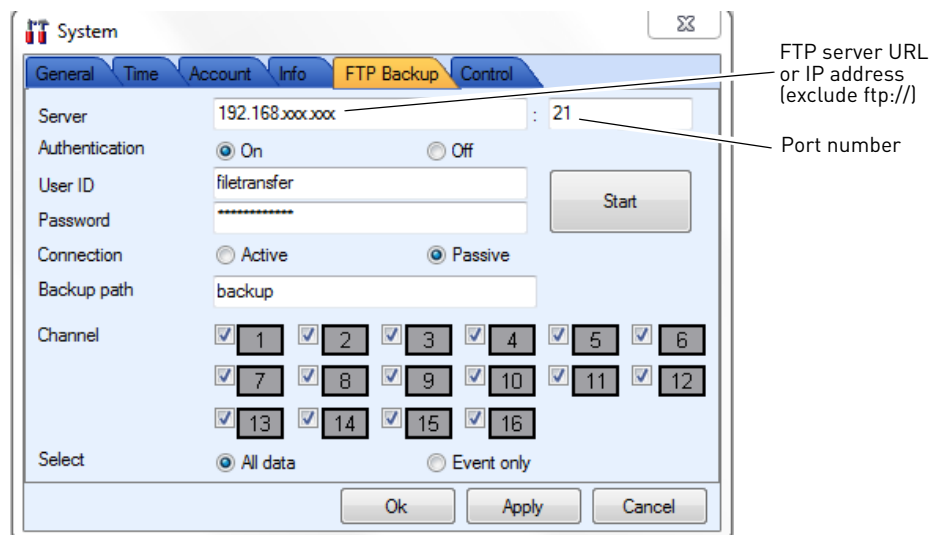 System
General Time Account Info FTP Backup Control
FTP server URL
or IP address
(exclude ftp://)
Server 192.168.xxx.xxx : 21
Port number
Authentication On Off
User ID filetransfer
Start
Password ************
Connection Active Passive
Backup path backup
Channel 1 2 3 4 5 6
7 8 9 10 11 12
13 14 15 16
Select All data Event only
Ok Apply Cancel